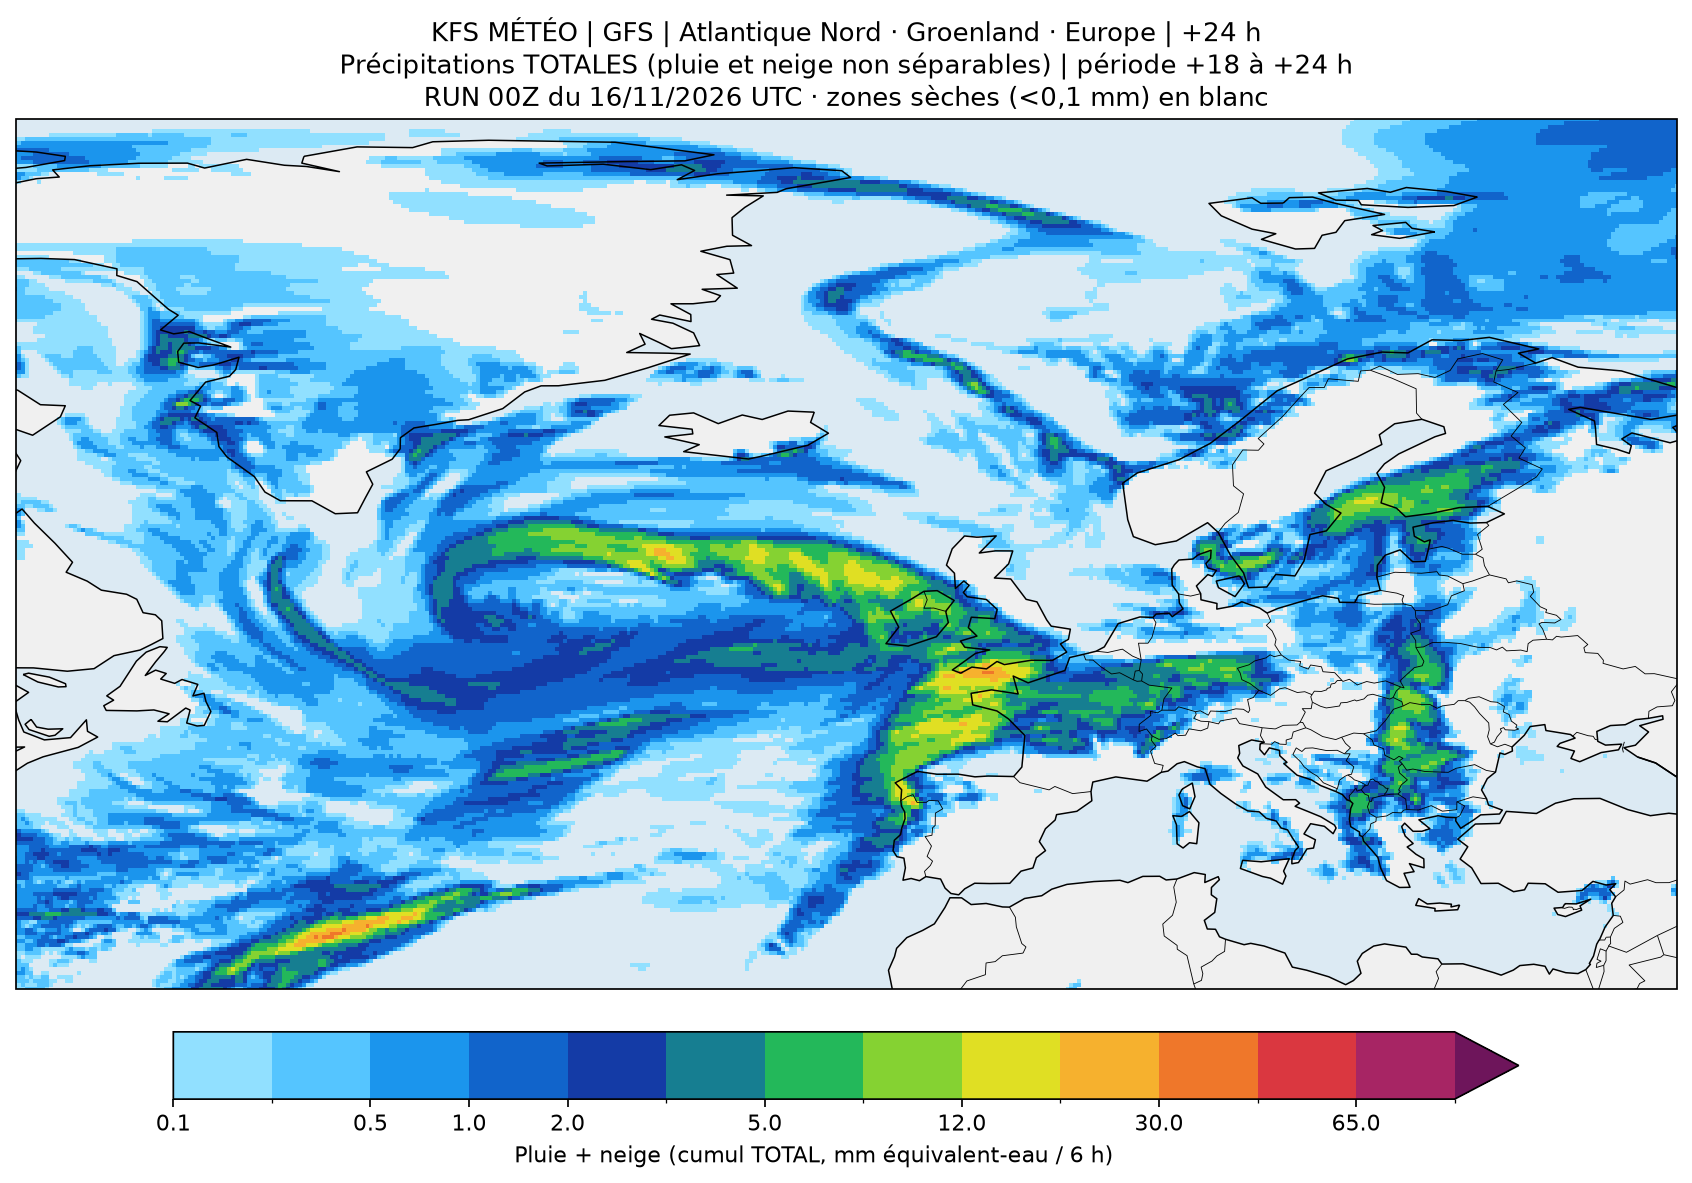 KFS MÉTÉO | GFS | Atlantique Nord · Groenland · Europe | +24 h
Précipitations TOTALES (pluie et neige non séparables) | période +18 à +24 h
RUN 00Z du 16/11/2026 UTC · zones sèches (<0,1 mm) en blanc
0.1 0.5 1.0 2.0 5.0 12.0 30.0 65.0
Pluie + neige (cumul TOTAL, mm équivalent-eau / 6 h)